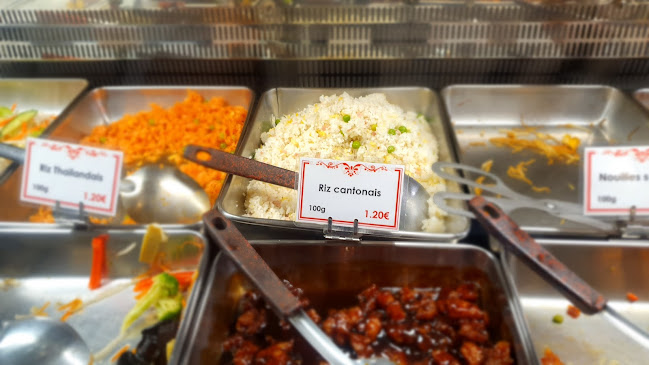 Riz Thaïlandais
100g
1.20€
Riz cantonais
100g
1.20€
Nouilles
100g